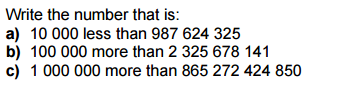 Write the number that is:
a) 10 000 less than 987 624 325
b) 100 000 more than 2 325 678 141
c) 1 000 000 more than 865 272 424 850